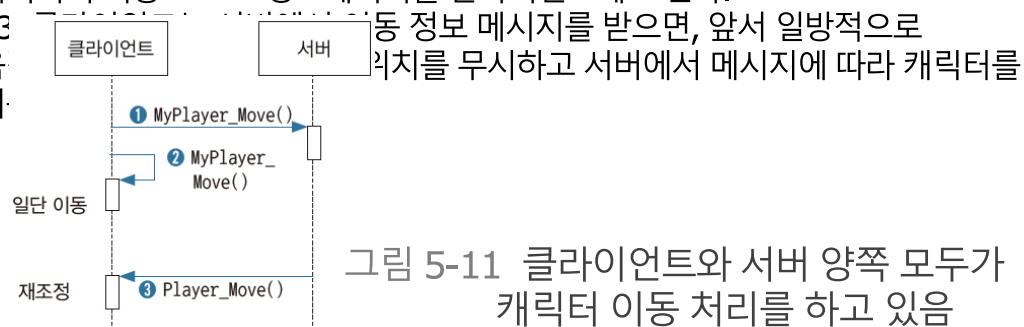 동 정보 메시지를 받으면, 앞서 일방적으로
위치를 무시하고 서버에서 메시지에 따라 캐릭터를
클라이언트
서버
❶ MyPlayer_Move()
❷ MyPlayer_
Move()
일단 이동
재조정
❸ Player_Move()
그림 5-11 클라이언트와 서버 양쪽 모두가
캐릭터 이동 처리를 하고 있음